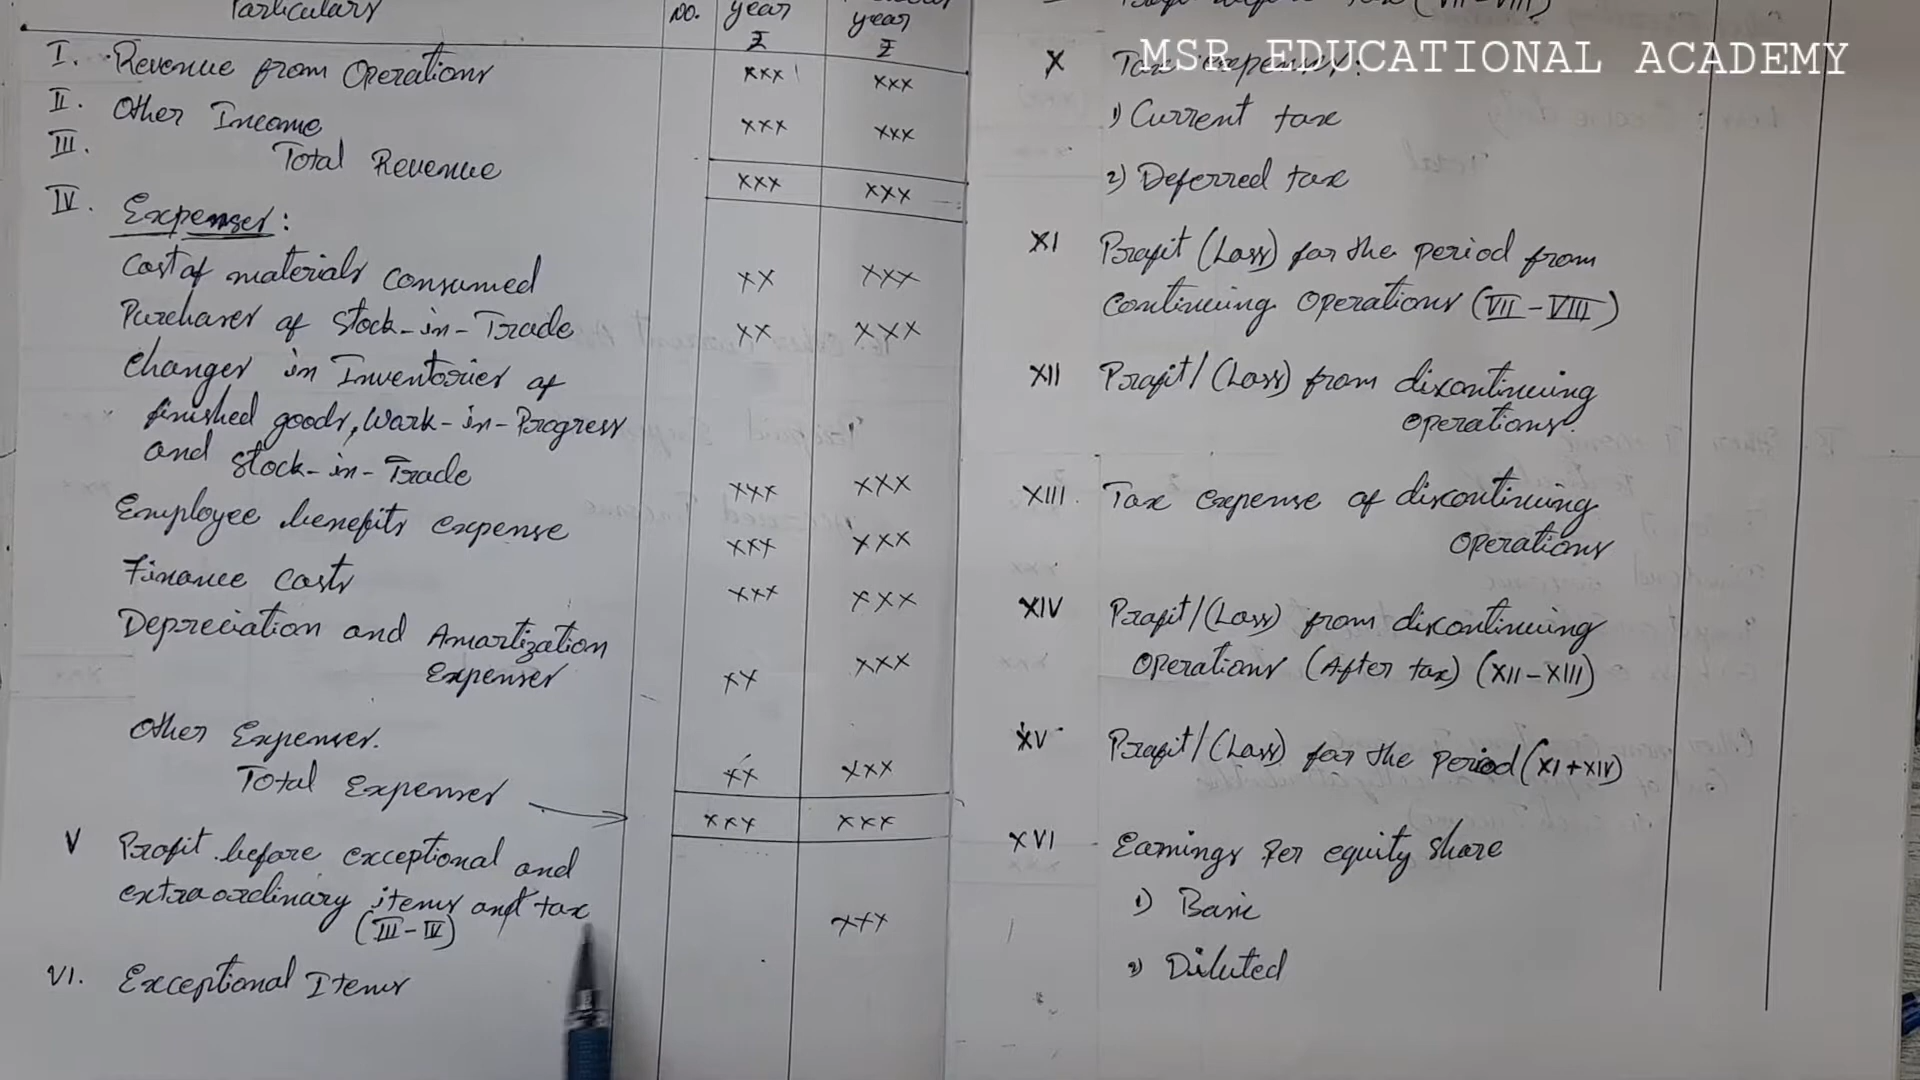 Particulars No. year year
₹ ₹
I. Revenue from Operations xxx xxx
II. Other Income xxx xxx
III. Total Revenue xxx xxx
IV. Expenses:
Cost of materials consumed xx xxx
Purchases of Stock-in-Trade xx xxx
Changes in Inventories of
finished goods, Work-in-Progress
and Stock-in-Trade xxx xxx
Employee benefits expense xxx xxx
Finance Costs xxx xxx
Depreciation and Amortization
Expenses xx xxx
Other Expenses. xx xxx
Total Expenses xxx xxx
V Profit before exceptional and
extraordinary items and tax
(III-IV) xxx
VI. Exceptional Items
(VII-VIII)
MSR EDUCATIONAL ACADEMY
X Tax expenses:
1) Current tax
2) Deferred tax
XI Profit (Loss) for the period from
Continuing Operations (VII-VIII)
XII Profit/(Loss) from discontinuing
Operations.
XIII. Tax expense of discontinuing
Operations
XIV Profit/(Loss) from discontinuing
Operations (After tax) (XII-XIII)
XV Profit/(Loss) for the Period (XI+XIV)
XVI Earnings Per equity share
1) Basic
2) Diluted